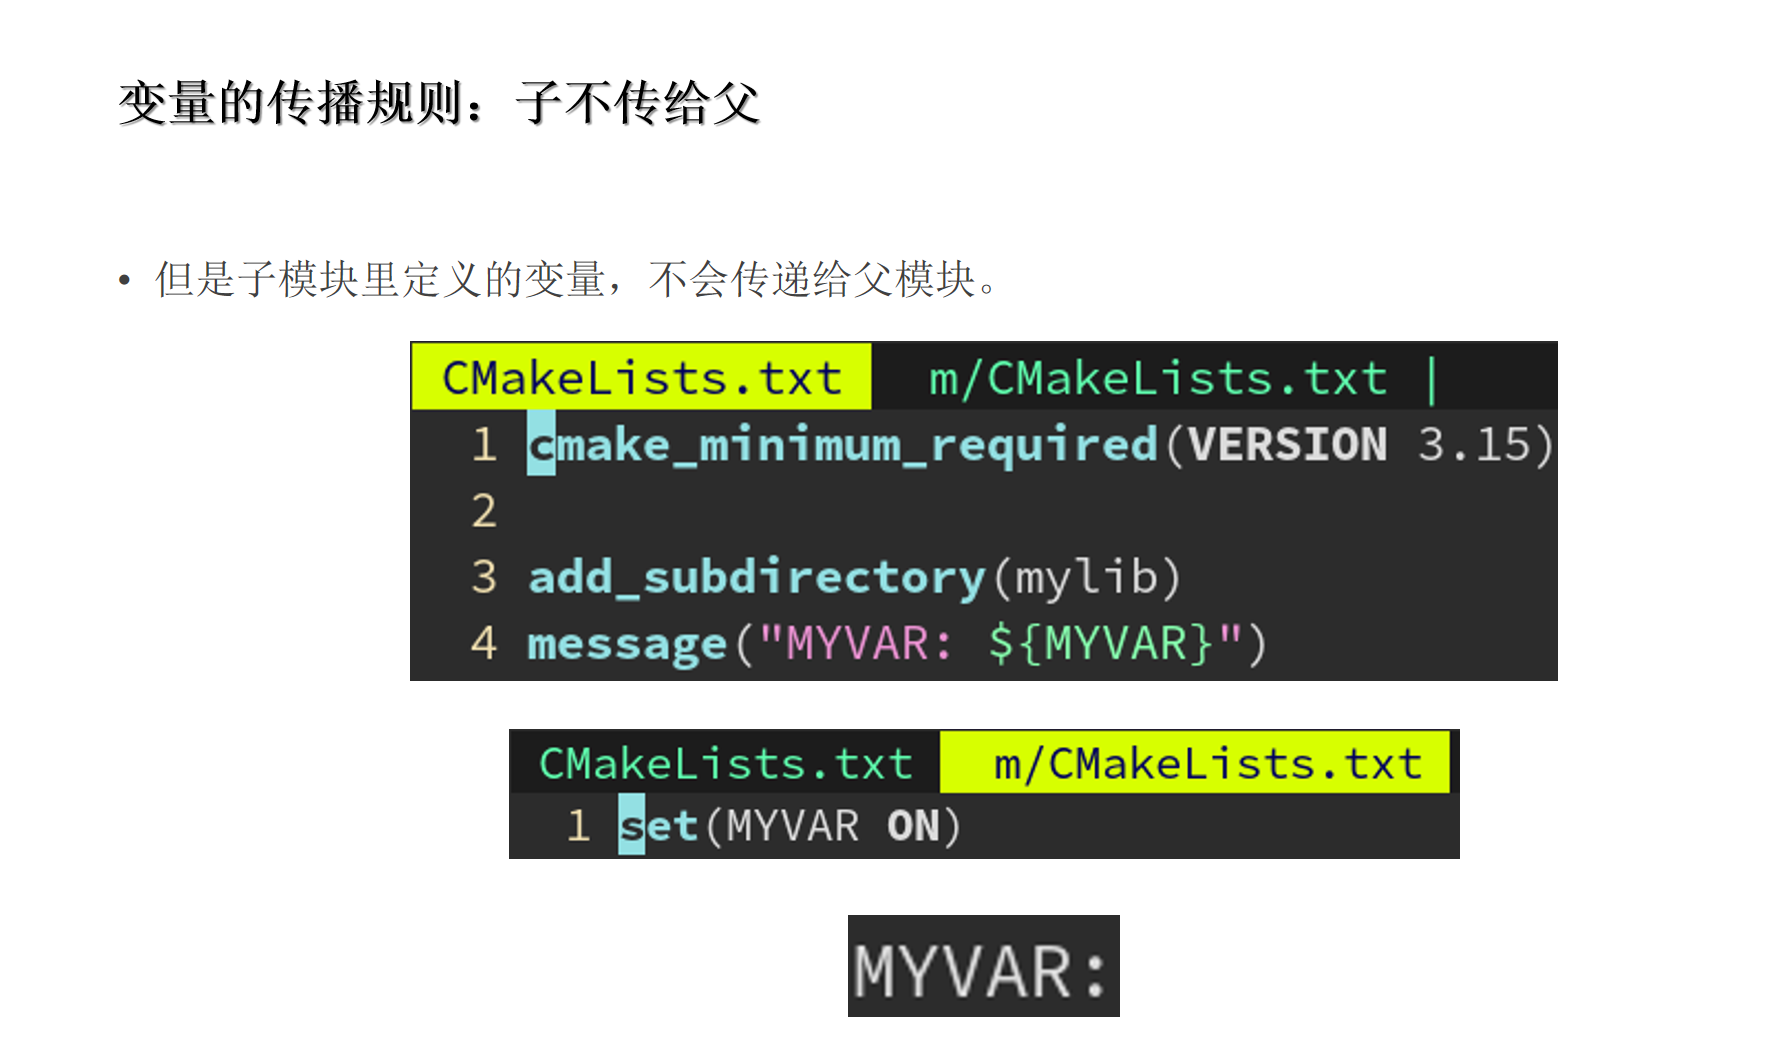 变量的传播规则：子不传给父
• 但是子模块里定义的变量，不会传递给父模块。
CMakeLists.txt m/CMakeLists.txt |
1 cmake_minimum_required(VERSION 3.15)
2
3 add_subdirectory(mylib)
4 message("MYVAR: ${MYVAR}")
CMakeLists.txt m/CMakeLists.txt
1 set(MYVAR ON)
MYVAR: